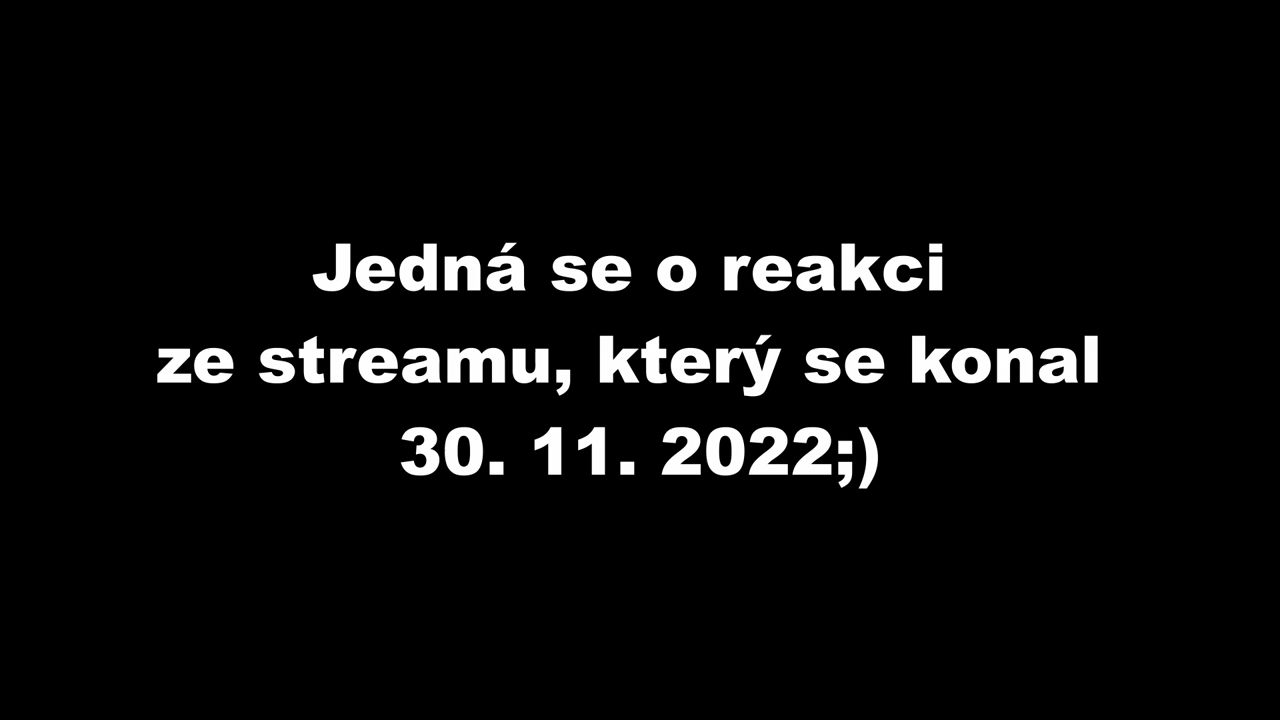 Jedná se o reakci
ze streamu, který se konal
30. 11. 2022;)